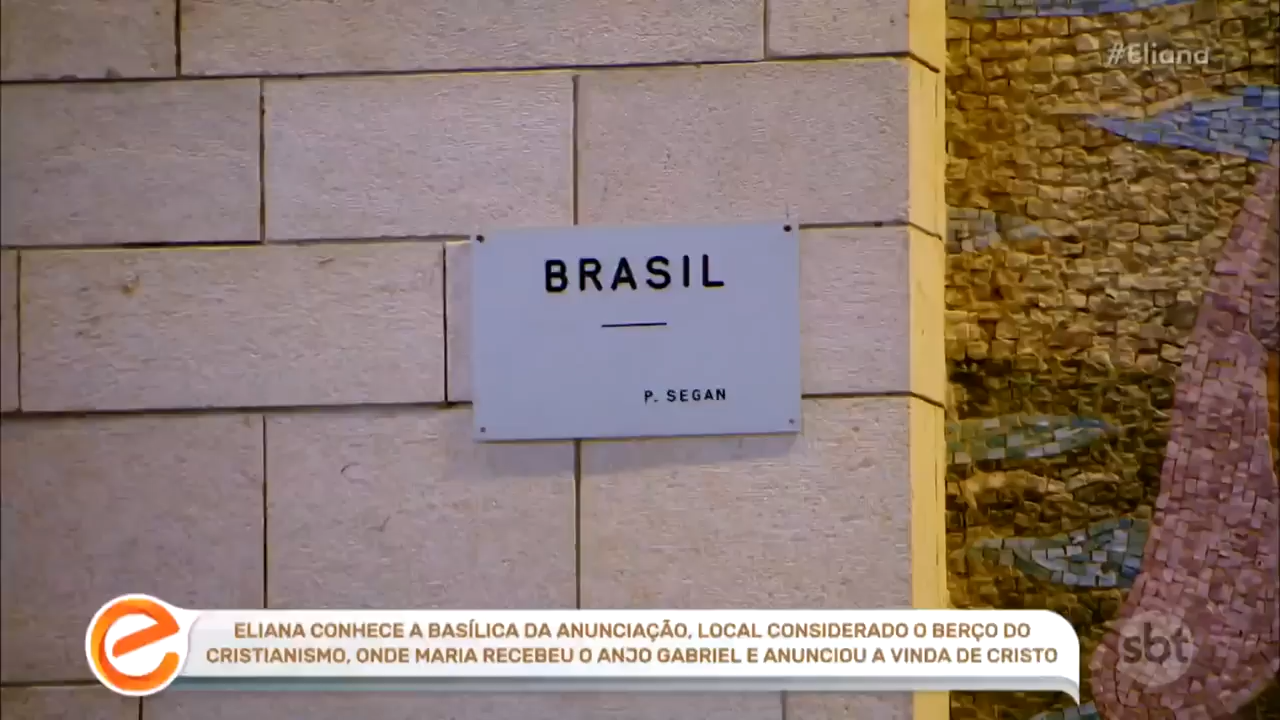 #Eliana
BRASIL
P. SEGAN
ELIANA CONHECE A BASÍLICA DA ANUNCIAÇÃO, LOCAL CONSIDERADO O BERÇO DO
CRISTIANISMO, ONDE MARIA RECEBEU O ANJO GABRIEL E ANUNCIOU A VINDA DE CRISTO
sbt